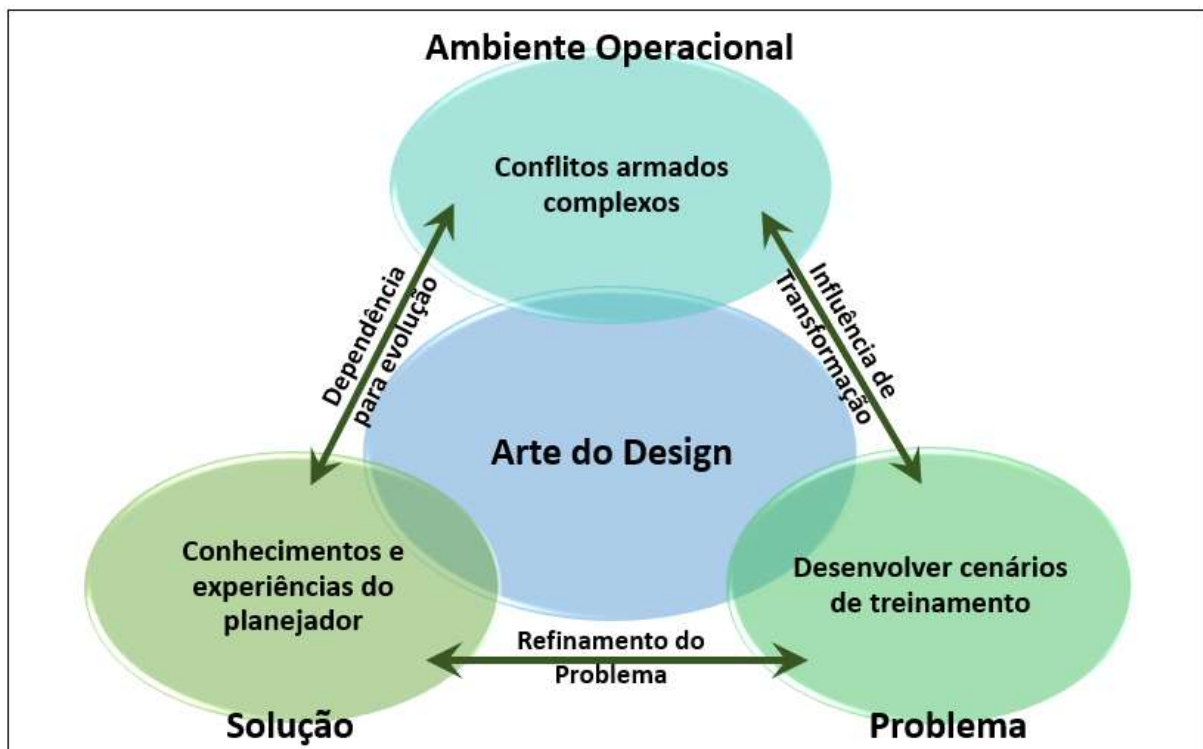 Ambiente Operacional
Conflitos armados
complexos
Dependência
para evolução
Influência de
Transformação
Arte do Design
Conhecimentos e
experiências do
planejador
Desenvolver cenários
de treinamento
Refinamento do
Problema
Solução
Problema